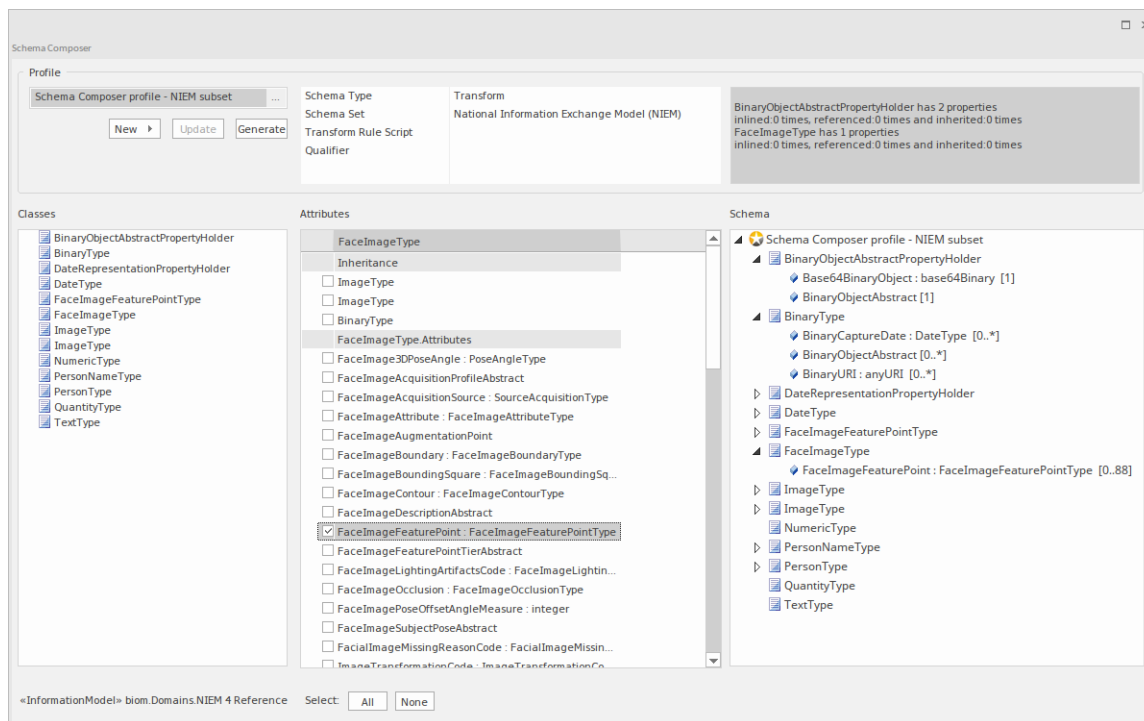 Schema Composer
Profile
Schema Composer profile - NIEM subset ...
New Update Generate
Schema Type Transform
Schema Set National Information Exchange Model (NIEM)
Transform Rule Script
Qualifier
BinaryObjectAbstractPropertyHolder has 2 properties
inlined:0 times, referenced:0 times and inherited:0 times
FaceImageType has 1 properties
inlined:0 times, referenced:0 times and inherited:0 times
Classes
BinaryObjectAbstractPropertyHolder
BinaryType
DateRepresentationPropertyHolder
DateType
FaceImageFeaturePointType
FaceImageType
ImageType
ImageType
NumericType
PersonNameType
PersonType
QuantityType
TextType
Attributes
FaceImageType
Inheritance
ImageType
ImageType
BinaryType
FaceImageType.Attributes
FaceImage3DPoseAngle : PoseAngleType
FaceImageAcquisitionProfileAbstract
FaceImageAcquisitionSource : SourceAcquisitionType
FaceImageAttribute : FaceImageAttributeType
FaceImageAugmentationPoint
FaceImageBoundary : FaceImageBoundaryType
FaceImageBoundingSquare : FaceImageBoundingSq...
FaceImageContour : FaceImageContourType
FaceImageDescriptionAbstract
FaceImageFeaturePoint : FaceImageFeaturePointType
FaceImageFeaturePointTierAbstract
FaceImageLightingArtifactsCode : FaceImageLightin...
FaceImageOcclusion : FaceImageOcclusionType
FaceImagePoseOffsetAngleMeasure : integer
FaceImageSubjectPoseAbstract
FacialImageMissingReasonCode : FacialImageMissin...
ImageTransformationCode : ImageTransformationCo...
Schema
Schema Composer profile - NIEM subset
BinaryObjectAbstractPropertyHolder
Base64BinaryObject : base64Binary [1]
BinaryObjectAbstract [1]
BinaryType
BinaryCaptureDate : DateType [0..*]
BinaryObjectAbstract [0..*]
BinaryURI : anyURI [0..*]
DateRepresentationPropertyHolder
DateType
FaceImageFeaturePointType
FaceImageType
FaceImageFeaturePoint : FaceImageFeaturePointType [0..88]
ImageType
ImageType
NumericType
PersonNameType
PersonType
QuantityType
TextType
«InformationModel» biom.Domains.NIEM 4 Reference
Select: All None